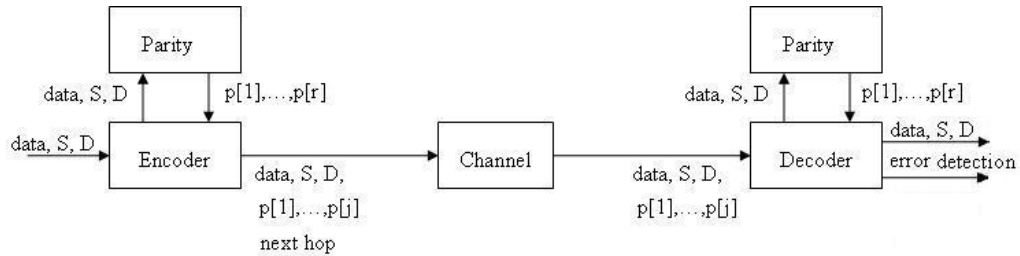 Parity
Parity
data, S, D
p[1],...,p[r]
data, S, D
p[1],...,p[r]
data, S, D
Encoder
Channel
Decoder
data, S, D
error detection
data, S, D,
p[1],...,p[j]
next hop
data, S, D,
p[1],...,p[j]